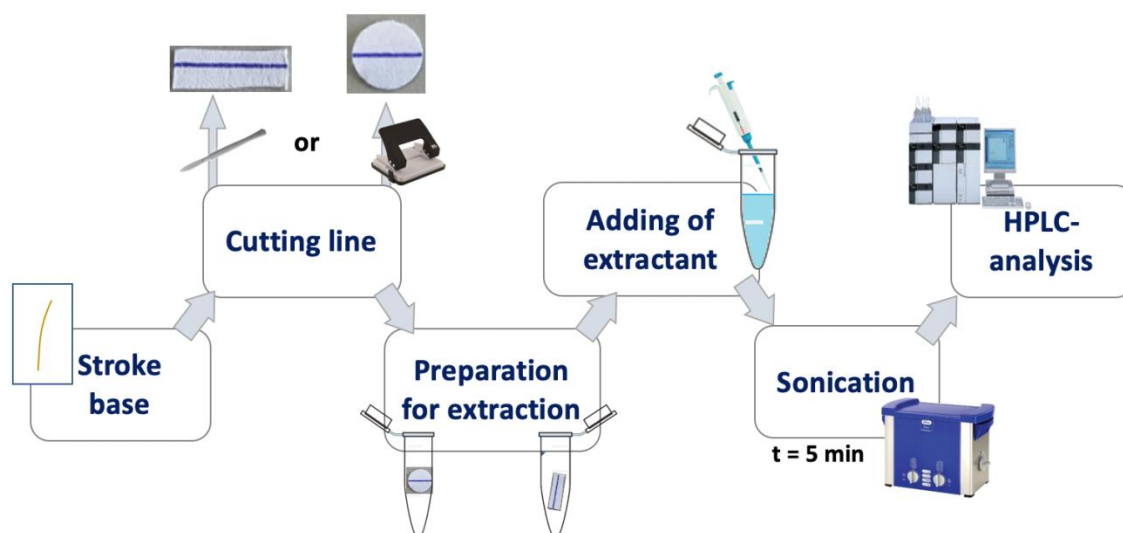 or
Cutting line
Adding of
extractant
HPLC-
analysis
Stroke
base
Preparation
for extraction
Sonication
t = 5 min